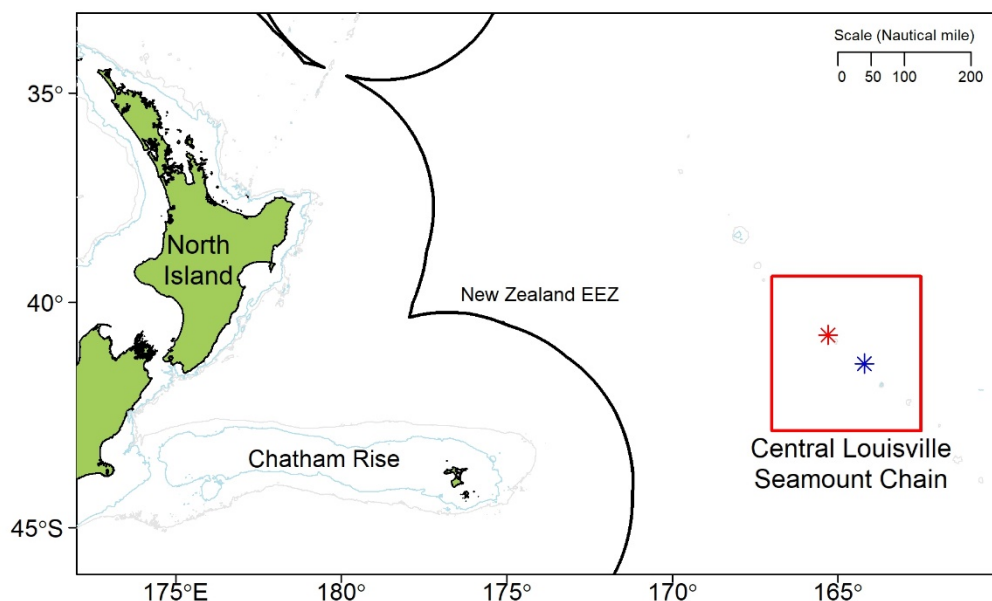 Scale (Nautical mile)
0 50 100 200
35°
North
Island
40°
New Zealand EEZ
Central Louisville
Seamount Chain
Chatham Rise
45°S
175°E 180° 175° 170° 165°